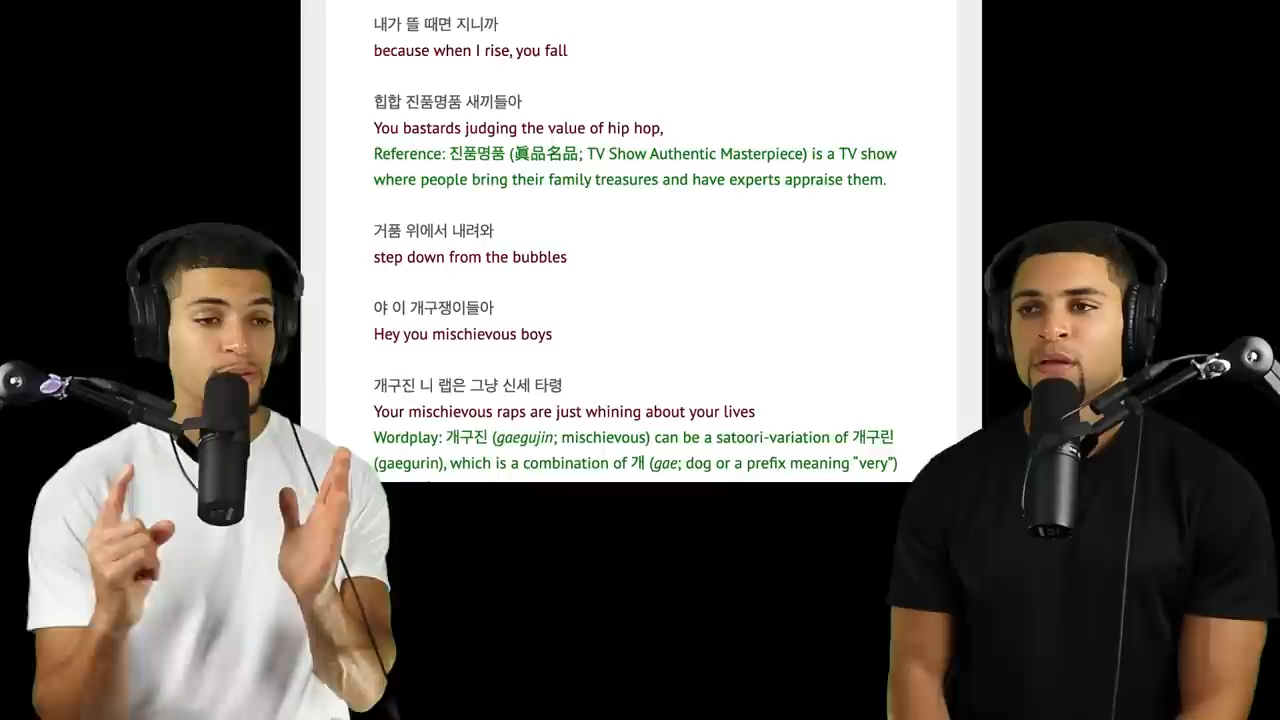 내가 뜰 때면 지니까
because when I rise, you fall
힙합 진품명품 새끼들아
You bastards judging the value of hip hop,
Reference: 진품명품 (眞品名品; TV Show Authentic Masterpiece) is a TV show
where people bring their family treasures and have experts appraise them.
거품 위에서 내려와
step down from the bubbles
야 이 개구쟁이들아
Hey you mischievous boys
개구진 니 랩은 그냥 신세 타령
Your mischievous raps are just whining about your lives
Wordplay: 개구진 (gaegujin; mischievous) can be a satoori-variation of 개구린
(gaegurin), which is a combination of 개 (gae; dog or a prefix meaning “very”)